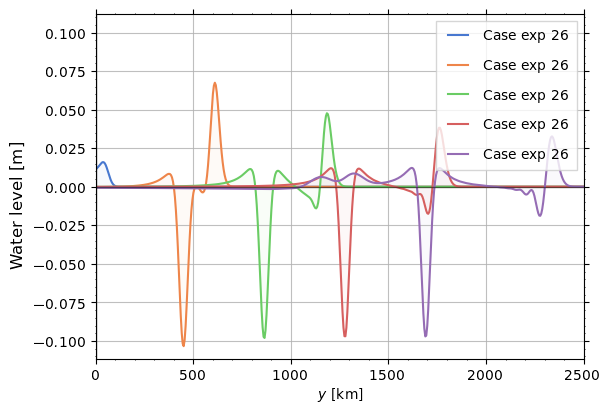 0.100
0.075
0.050
0.025
0.000
−0.025
−0.050
−0.075
−0.100
Water level [m]
Case exp 26
Case exp 26
Case exp 26
Case exp 26
Case exp 26
0 500 1000 1500 2000 2500
y [km]